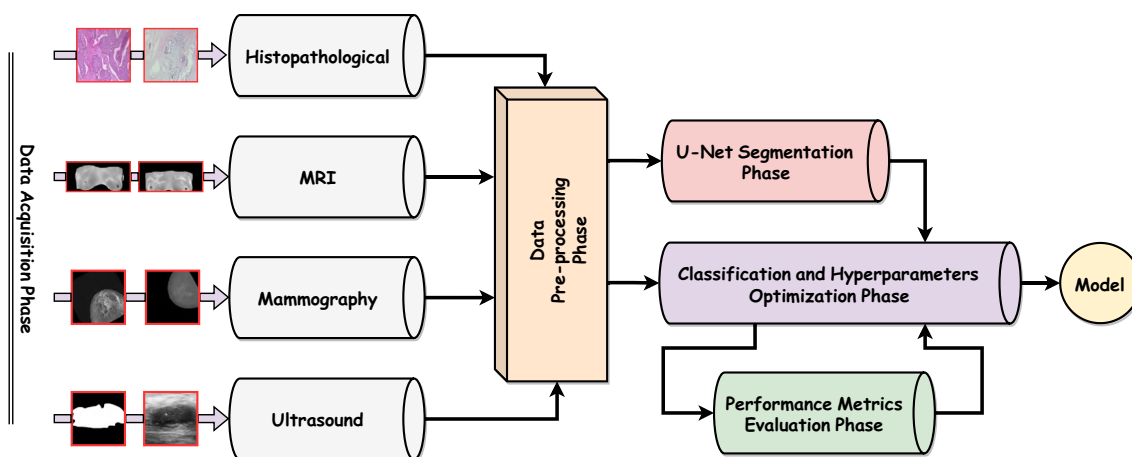 Data Acquisition Phase
Histopathological
MRI
Mammography
Ultrasound
Data
Pre-processing
Phase
U-Net Segmentation
Phase
Classification and Hyperparameters
Optimization Phase
Model
Performance Metrics
Evaluation Phase